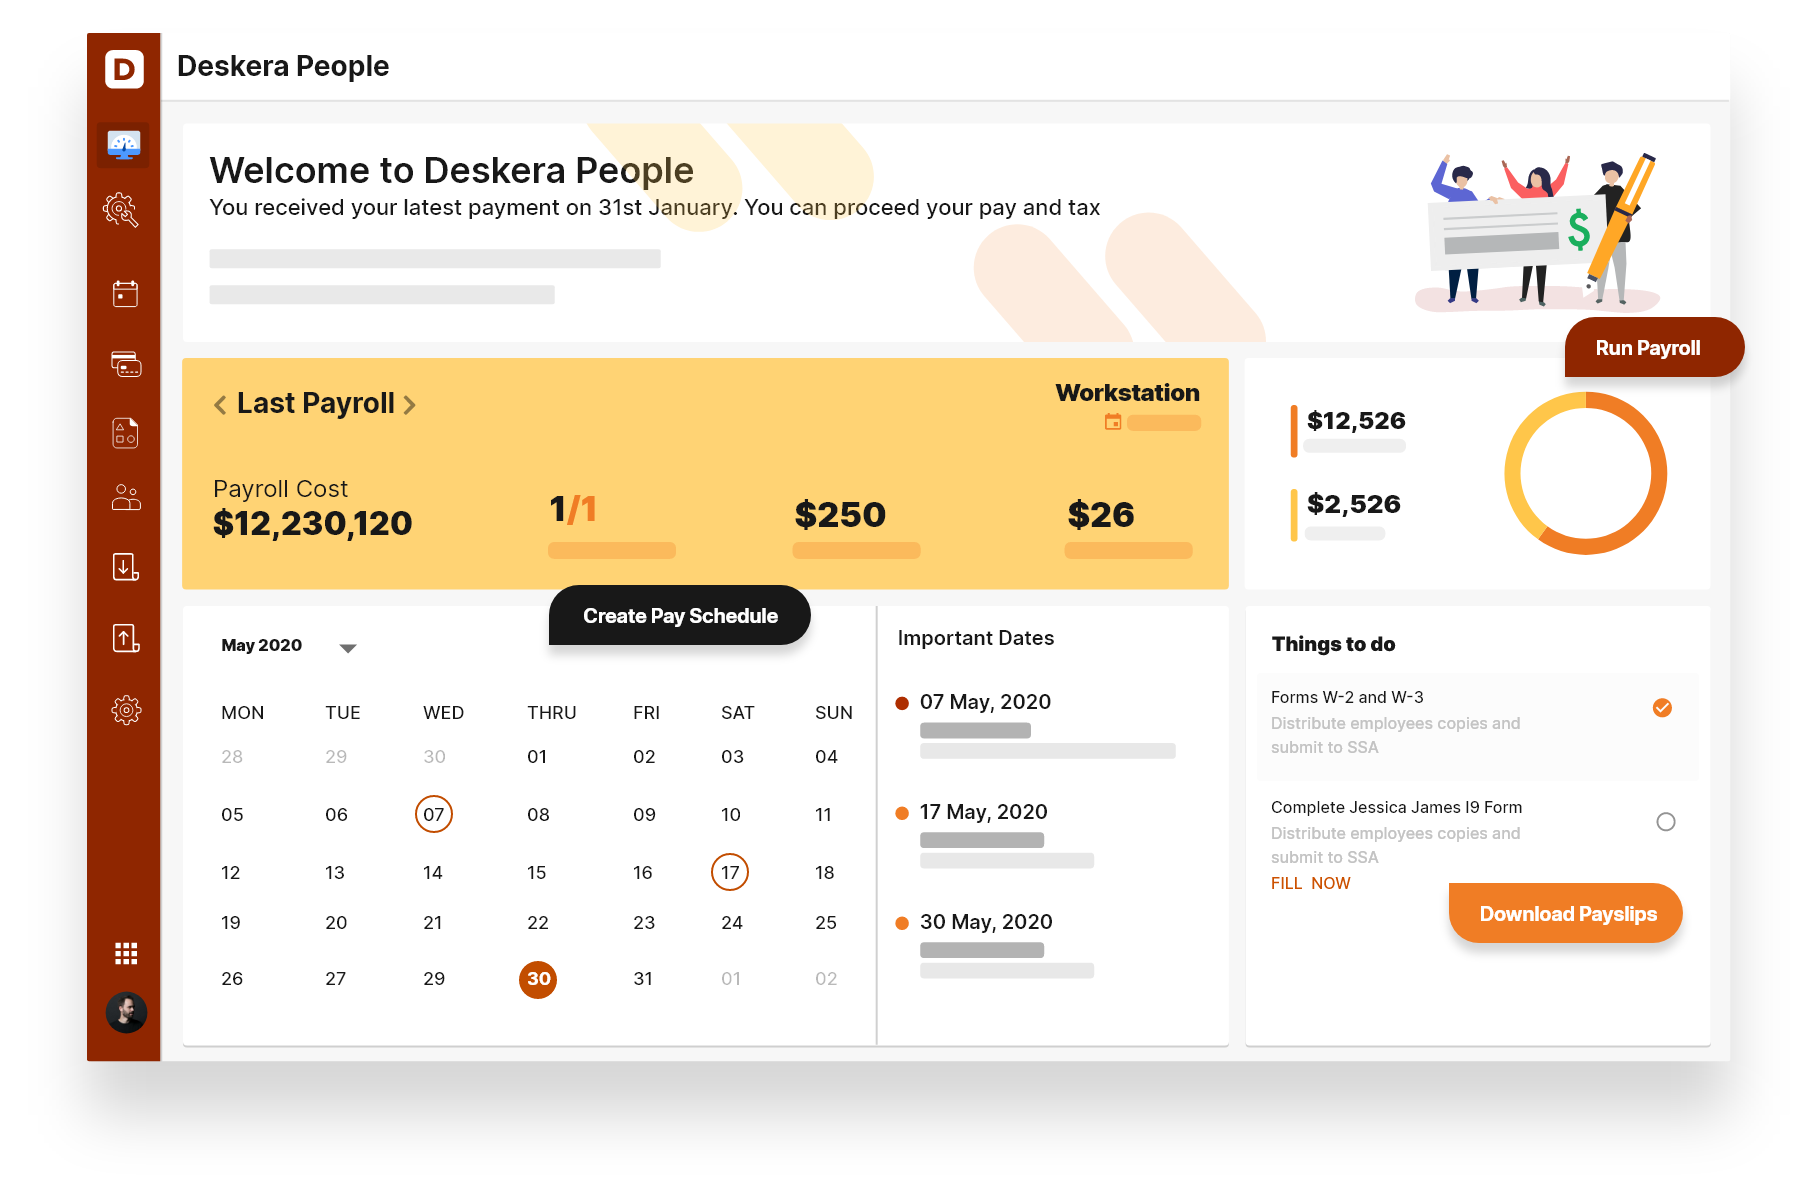 D
Deskera People
Welcome to Deskera People
You received your latest payment on 31st January. You can proceed your pay and tax
$
Run Payroll
Last Payroll
Workstation
Payroll Cost
$12,230,120
1/1
$250
$26
$12,526
$2,526
Create Pay Schedule
May 2020
MON TUE WED THRU FRI SAT SUN
28 29 30 01 02 03 04
05 06 07 08 09 10 11
12 13 14 15 16 17 18
19 20 21 22 23 24 25
26 27 29 30 31 01 02
Important Dates
07 May, 2020
17 May, 2020
30 May, 2020
Things to do
Forms W-2 and W-3
Distribute employees copies and
submit to SSA
Complete Jessica James I9 Form
Distribute employees copies and
submit to SSA
FILL NOW
Download Payslips